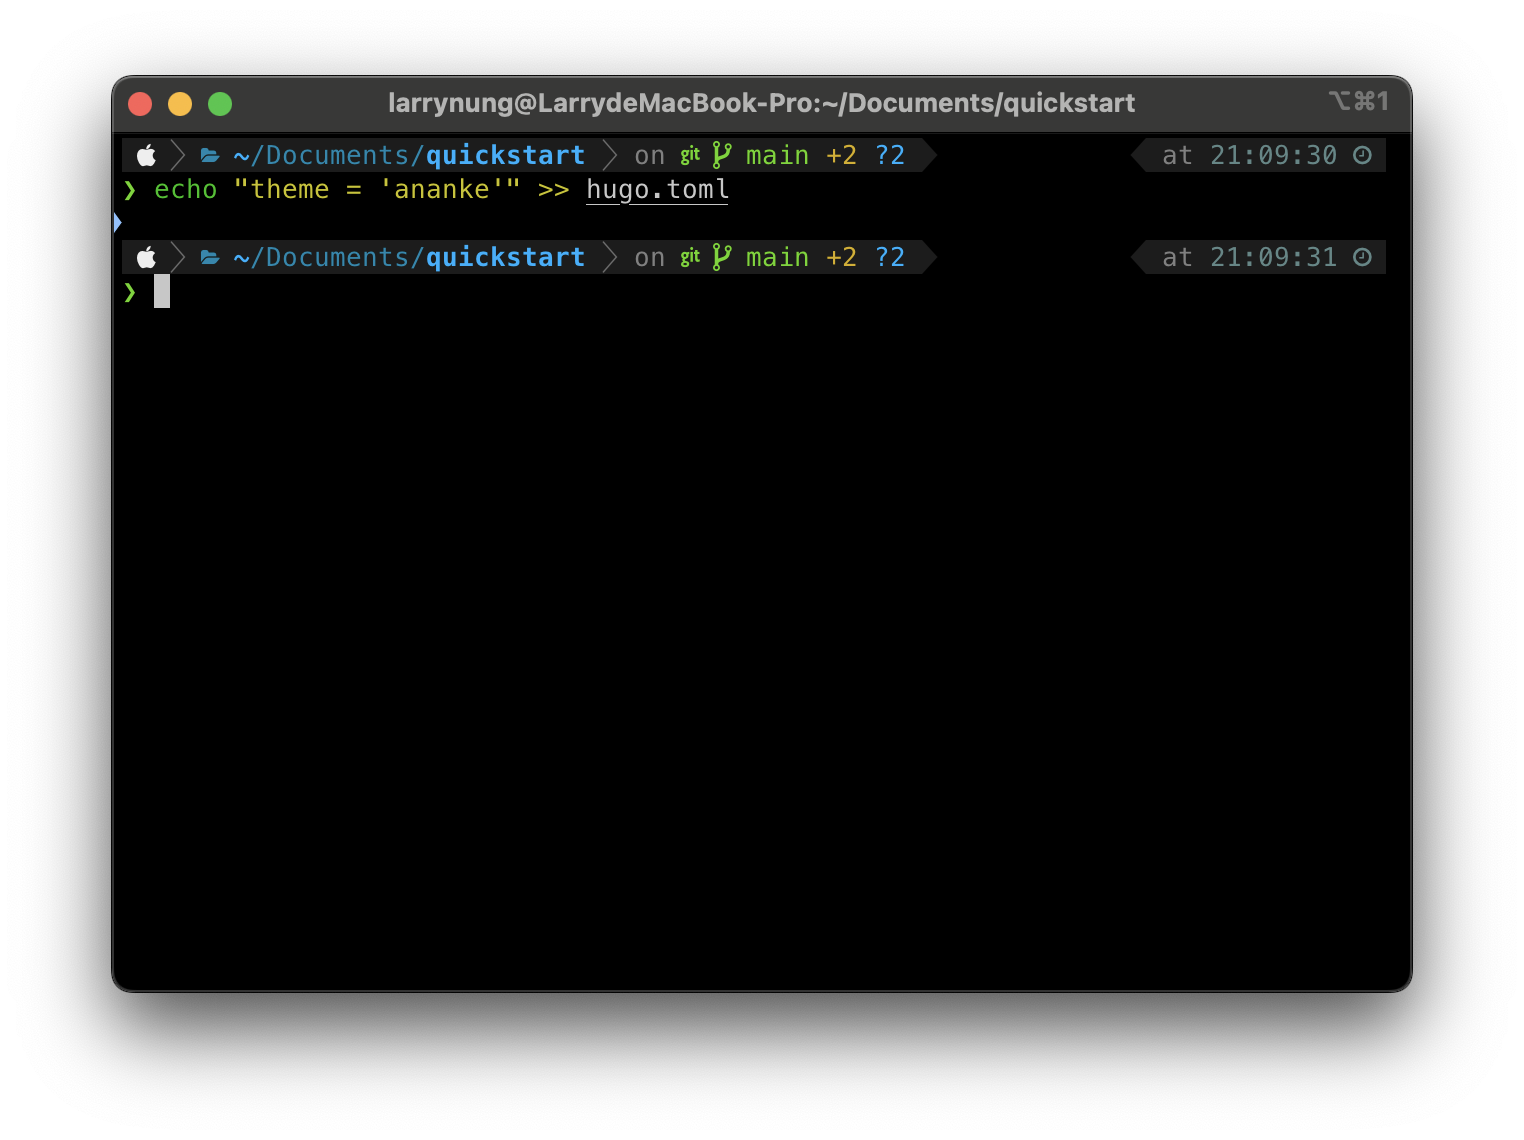 larrynung@LarrydeMacBook-Pro:~/Documents/quickstart ⌥⌘1
~/Documents/quickstart on git main +2 ?2 at 21:09:30
❯ echo "theme = 'ananke'" >> hugo.toml
~/Documents/quickstart on git main +2 ?2 at 21:09:31
❯